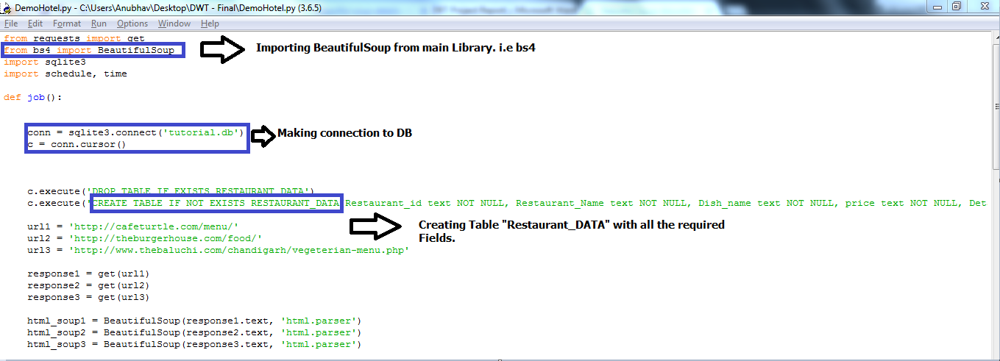 DemoHotel.py - C:\Users\Anubhav\Desktop\DWT - Final\DemoHotel.py (3.6.5)
File Edit Format Run Options Window Help
from requests import get
from bs4 import BeautifulSoup
Importing BeautifulSoup from main Library. i.e bs4
import sqlite3
import schedule, time
def job():
conn = sqlite3.connect('tutorial.db')
Making connection to DB
c = conn.cursor()
c.execute('DROP TABLE IF EXISTS RESTAURANT_DATA')
c.execute('CREATE TABLE IF NOT EXISTS RESTAURANT_DATA Restaurant_id text NOT NULL, Restaurant_Name text NOT NULL, Dish_name text NOT NULL, price text NOT NULL, Det
url1 = 'http://cafeturtle.com/menu/'
Creating Table "Restaurant_DATA" with all the required
Fields.
url2 = 'http://theburgerhouse.com/food/'
url3 = 'http://www.thebaluchi.com/chandigarh/vegeterian-menu.php'
response1 = get(url1)
response2 = get(url2)
response3 = get(url3)
html_soup1 = BeautifulSoup(response1.text, 'html.parser')
html_soup2 = BeautifulSoup(response2.text, 'html.parser')
html_soup3 = BeautifulSoup(response3.text, 'html.parser')